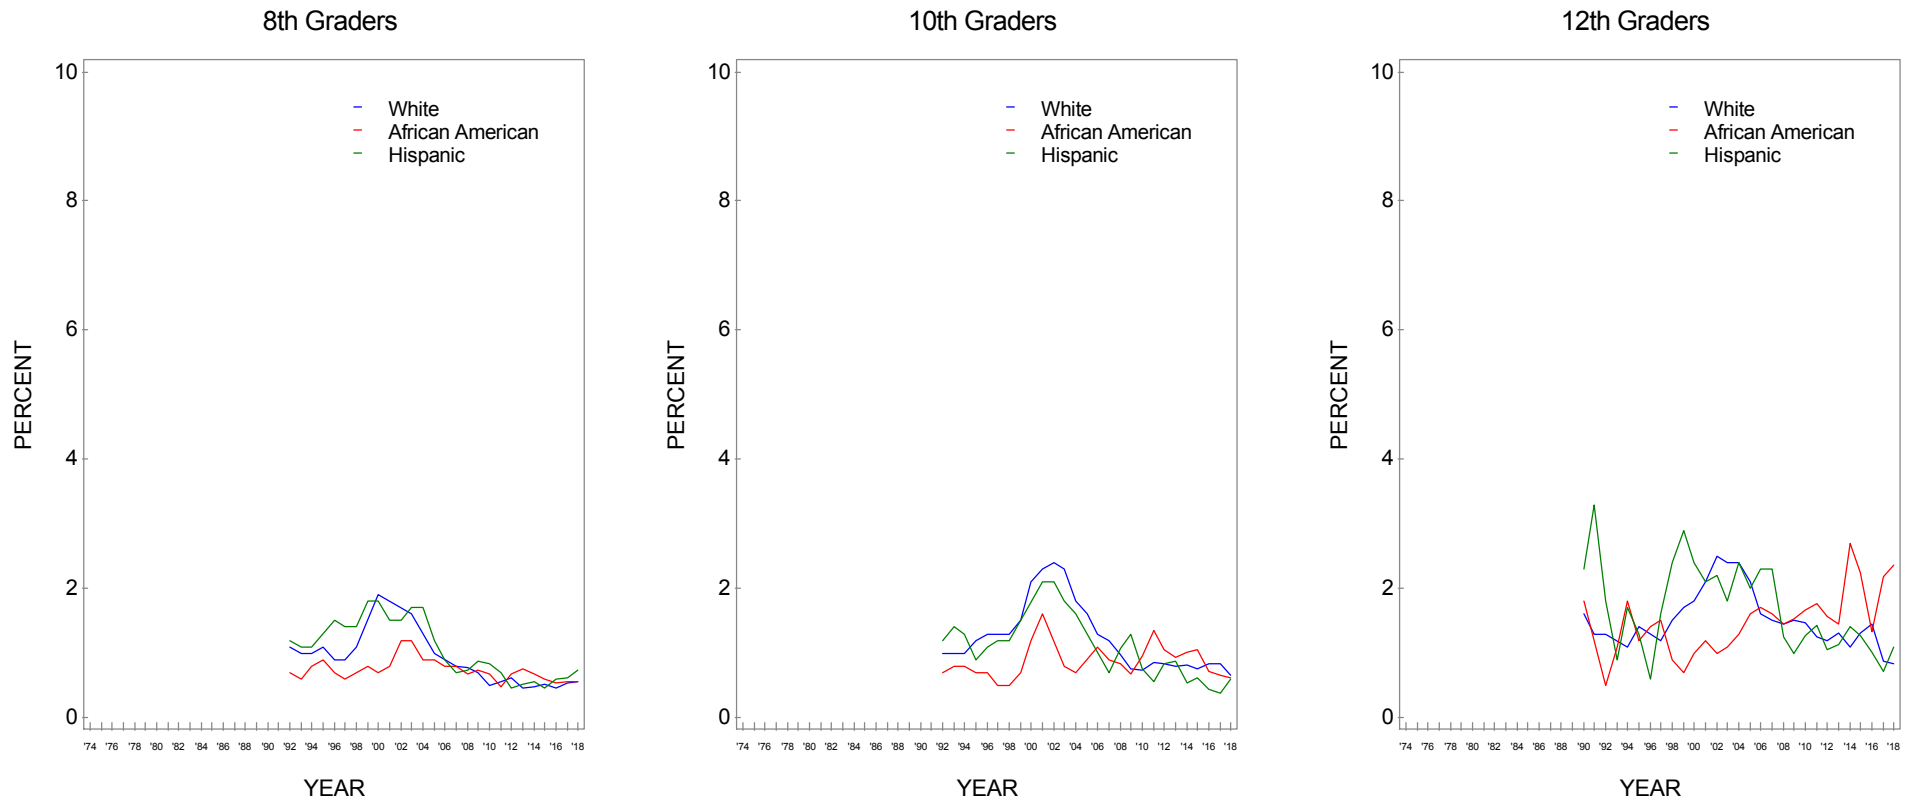 8th Graders
10
White
African American
Hispanic
8
6
PERCENT
4
2
0
'74 '76 '78 '80 '82 '84 '86 '88 '90 '92 '94 '96 '98 '00 '02 '04 '06 '08 '10 '12 '14 '16 '18
YEAR
10th Graders
10
White
African American
Hispanic
8
6
PERCENT
4
2
0
'74 '76 '78 '80 '82 '84 '86 '88 '90 '92 '94 '96 '98 '00 '02 '04 '06 '08 '10 '12 '14 '16 '18
YEAR
12th Graders
10
White
African American
Hispanic
8
6
PERCENT
4
2
0
'74 '76 '78 '80 '82 '84 '86 '88 '90 '92 '94 '96 '98 '00 '02 '04 '06 '08 '10 '12 '14 '16 '18
YEAR